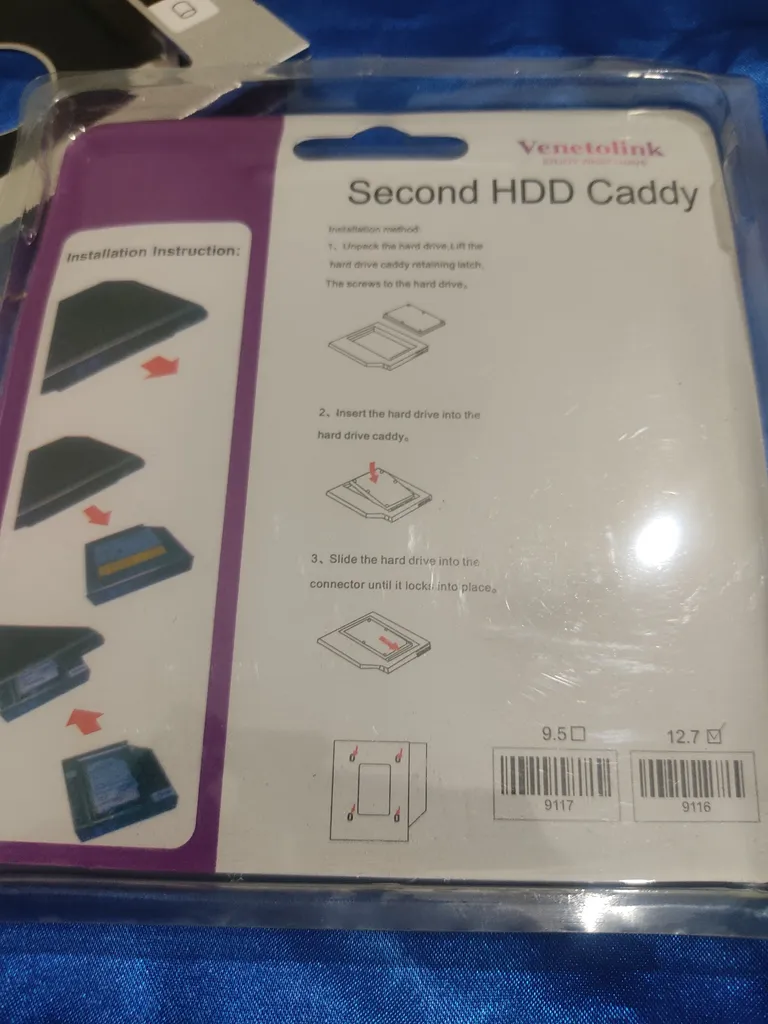 Venetolink
Second HDD Caddy
Installation Instruction:
Installation method:
1、Unpack the hard drive.Lift the
hard drive caddy retaining latch.
The screws to the hard drive。
2、Insert the hard drive into the
hard drive caddy。
3、Slide the hard drive into the
connector until it locks into place。
9.5
12.7
9117
9116